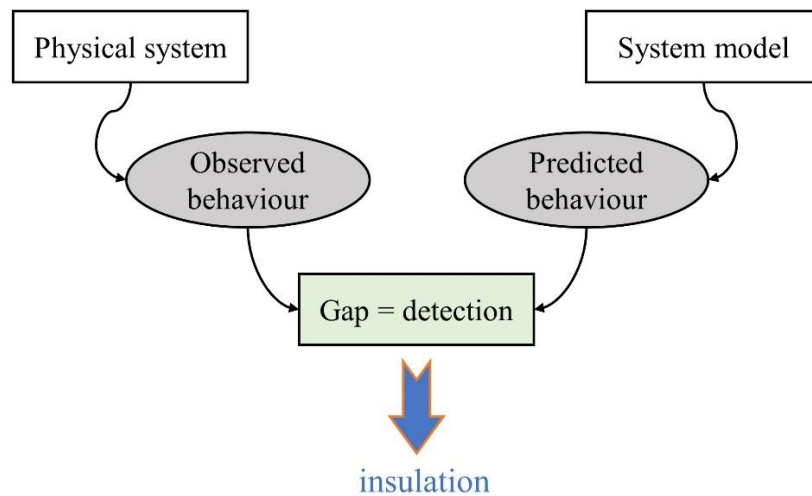 Physical system
System model
Observed
behaviour
Predicted
behaviour
Gap = detection
insulation